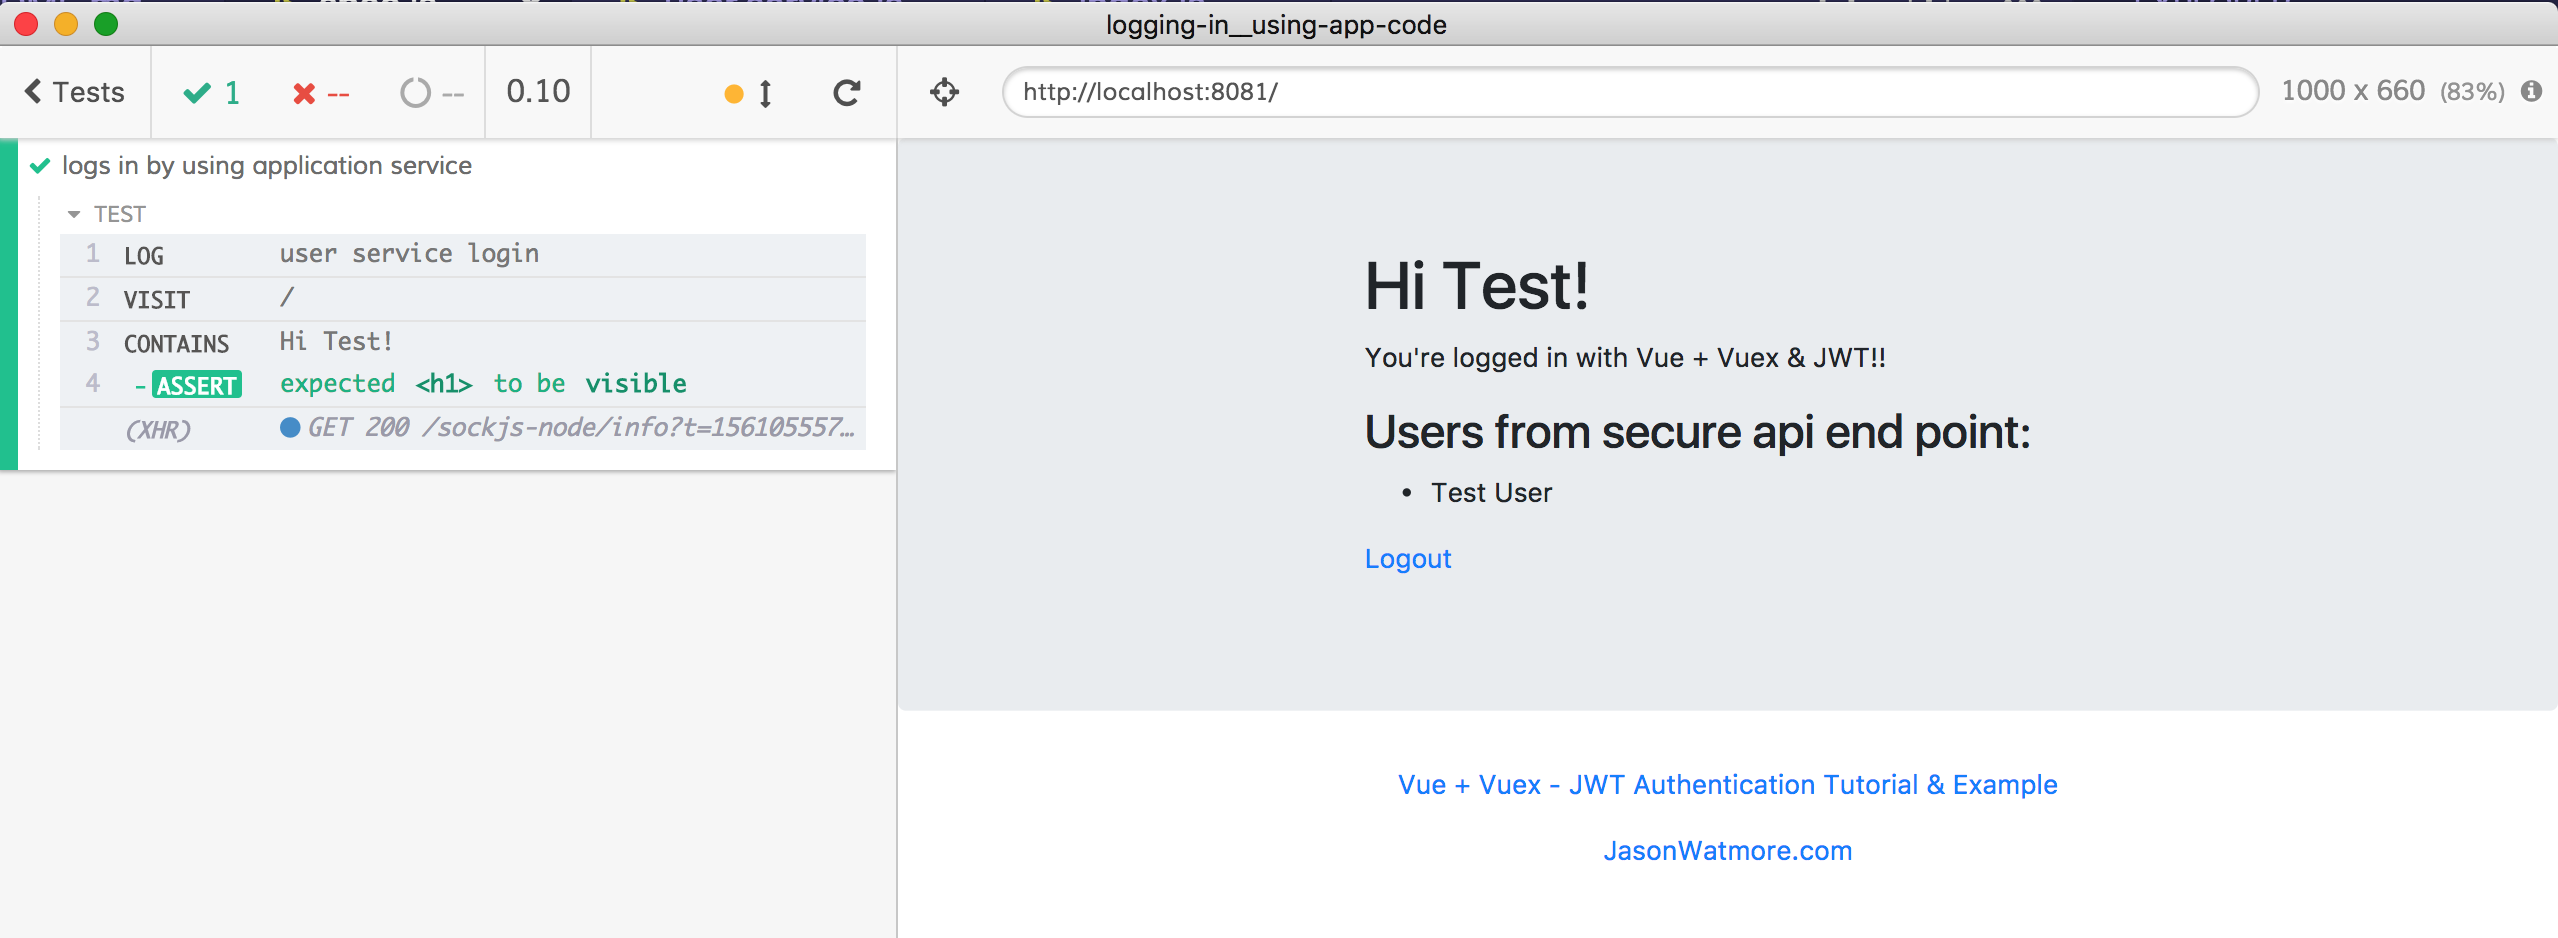 logging-in__using-app-code
Tests 1 -- -- 0.10
http://localhost:8081/ 1000 x 660 (83%)
logs in by using application service
TEST
1 LOG user service login
2 VISIT /
3 CONTAINS Hi Test!
4 -ASSERT expected <h1> to be visible
(XHR) GET 200 /sockjs-node/info?t=156105557…
Hi Test!
You're logged in with Vue + Vuex & JWT!!
Users from secure api end point:
• Test User
Logout
Vue + Vuex - JWT Authentication Tutorial & Example
JasonWatmore.com